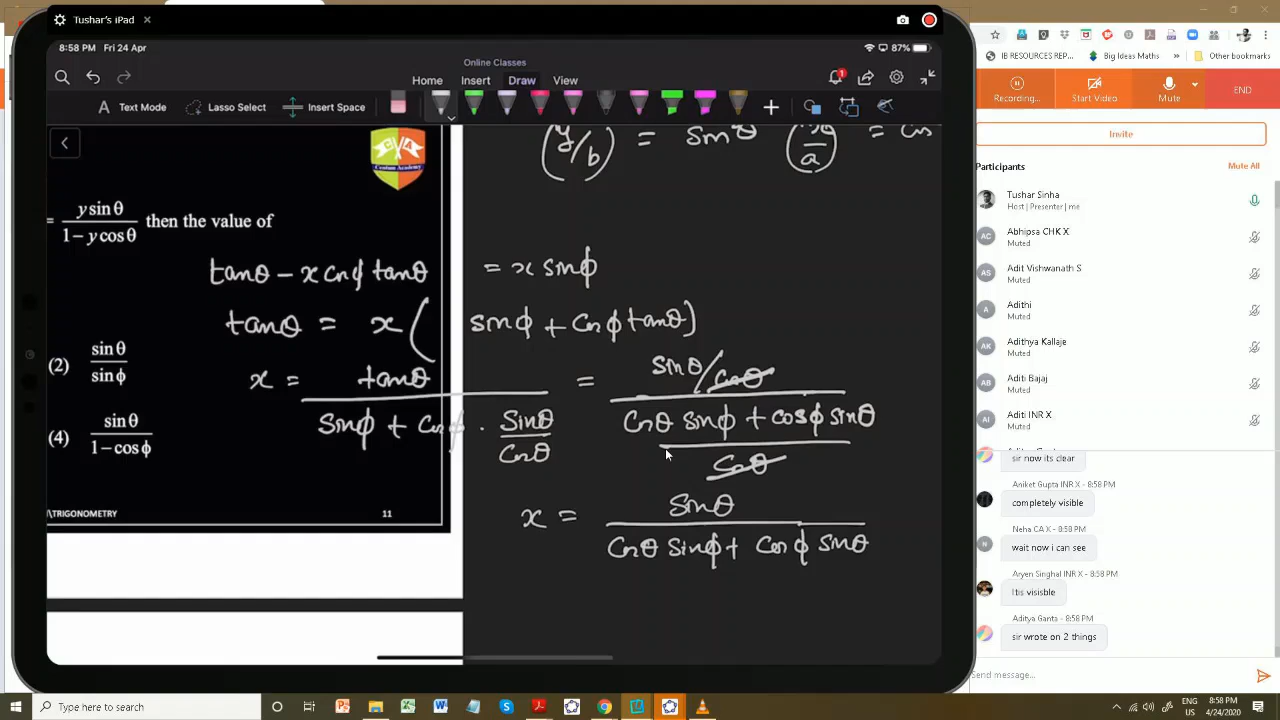 Tushar's iPad
8:58 PM Fri 24 Apr
87%
Online Classes
Home Insert Draw View
1
Text Mode Lasso Select Insert Space
(y/b) = sinθ = cos
= y sin θ / 1 − y cos θ then the value of
tanθ − x cosϕ tanθ = x sinϕ
tanθ = x ( sinϕ + cosϕ tanθ)
(2) sin θ / sin ϕ
x = tanθ / sinϕ + cosϕ . sinθ/cosθ = sinθ/cosθ / cosθ sinϕ + cosϕ sinθ / cosθ
(4) sin θ / 1− cos ϕ
x = sinθ / cosθ sinϕ + cosϕ sinθ
\TRIGONOMETRY 11
IB RESOURCES REP... Big Ideas Maths » Other bookmarks
Recording... Start Video Mute END
Invite
Participants
Mute All
Tushar Sinha
Host | Presenter | me
AC Abhipsa CHK X
Muted
AS Adit Vishwanath S
Muted
Adithi
Muted
AK Adithya Kallaje
Muted
AB Aditi Bajaj
Muted
AI Aditi INR X
Muted
sir now its clear
Aniket Gupta INR X - 8:58 PM
completely visible
Neha CA X - 8:58 PM
N wait now i can see
Aryen Singhal INR X - 8:58 PM
Itis visisble
Aditya Ganta - 8:58 PM
sir wrote on 2 things
Send message...
Type here to search
8:58 PM
4/24/2020